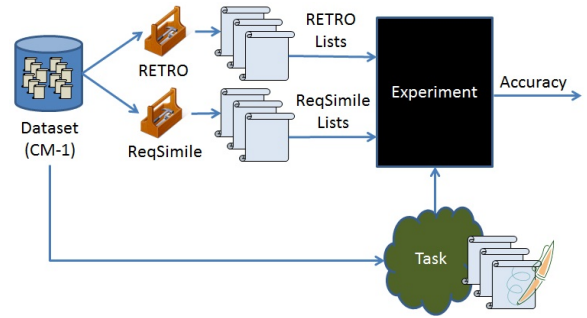 RETRO
Lists
RETRO
Experiment
Accuracy
Dataset
(CM-1)
ReqSimile
Lists
ReqSimile
Task